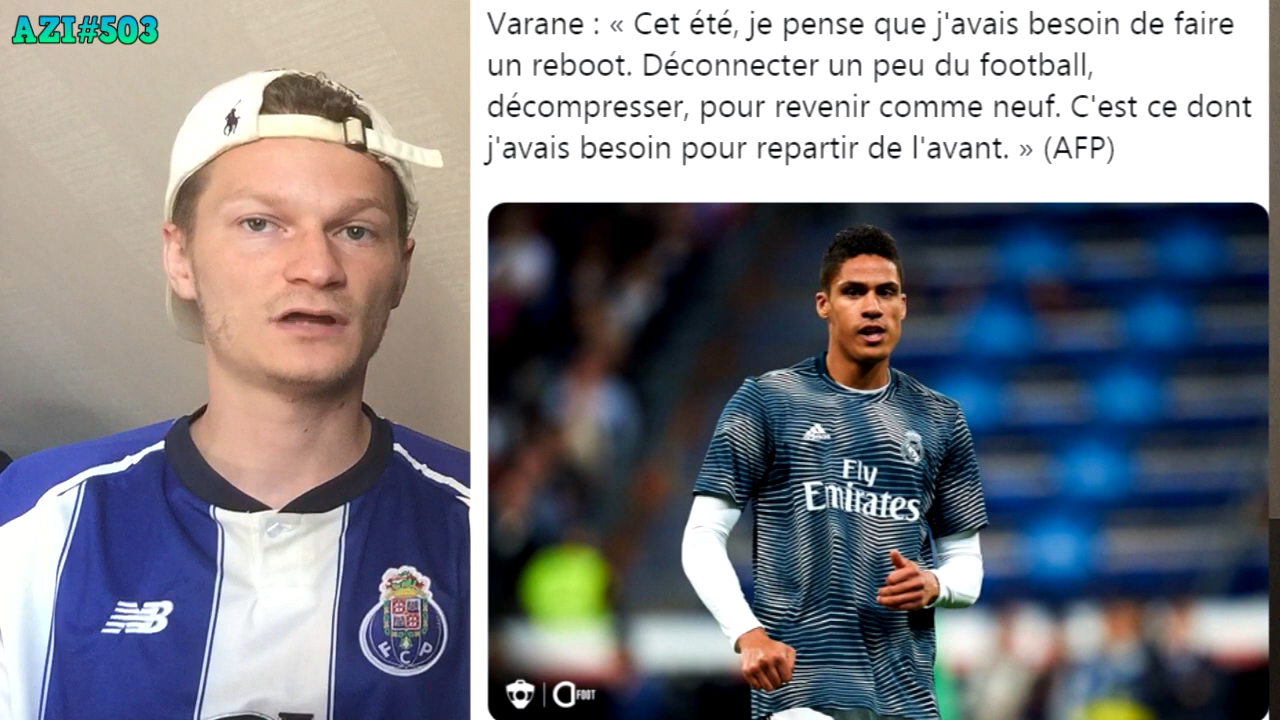 AZI#503
Varane : « Cet été, je pense que j'avais besoin de faire
un reboot. Déconnecter un peu du football,
décompresser, pour revenir comme neuf. C'est ce dont
j'avais besoin pour repartir de l'avant. » (AFP)
Fly
Emirates
NB
FCP
FOOT